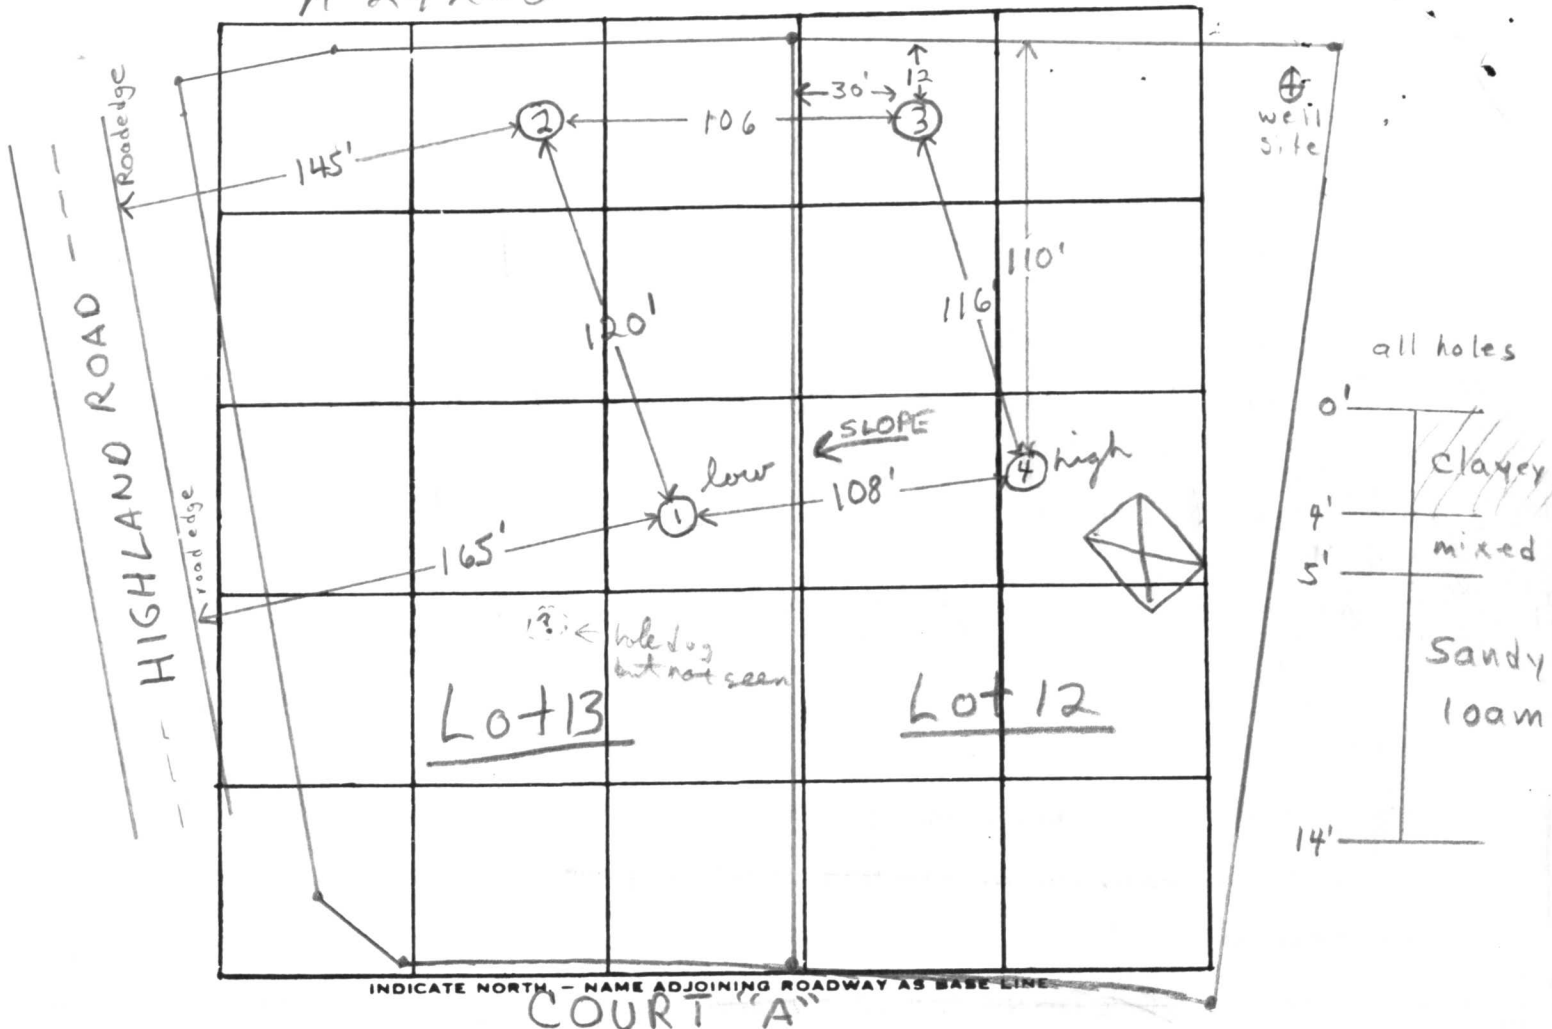 30'
12
Roadedge
2
106
3
145'
well
site
110'
116'
120'
all holes
0'
SLOPE
low
high
4
clayey
108'
HIGHLAND ROAD
1
4'
165'
road edge
mixed
5'
?
hole dug
but not seen
Sandy
loam
Lot 13
Lot 12
14'
INDICATE NORTH. — NAME ADJOINING ROADWAY AS BASE LINE
COURT "A"